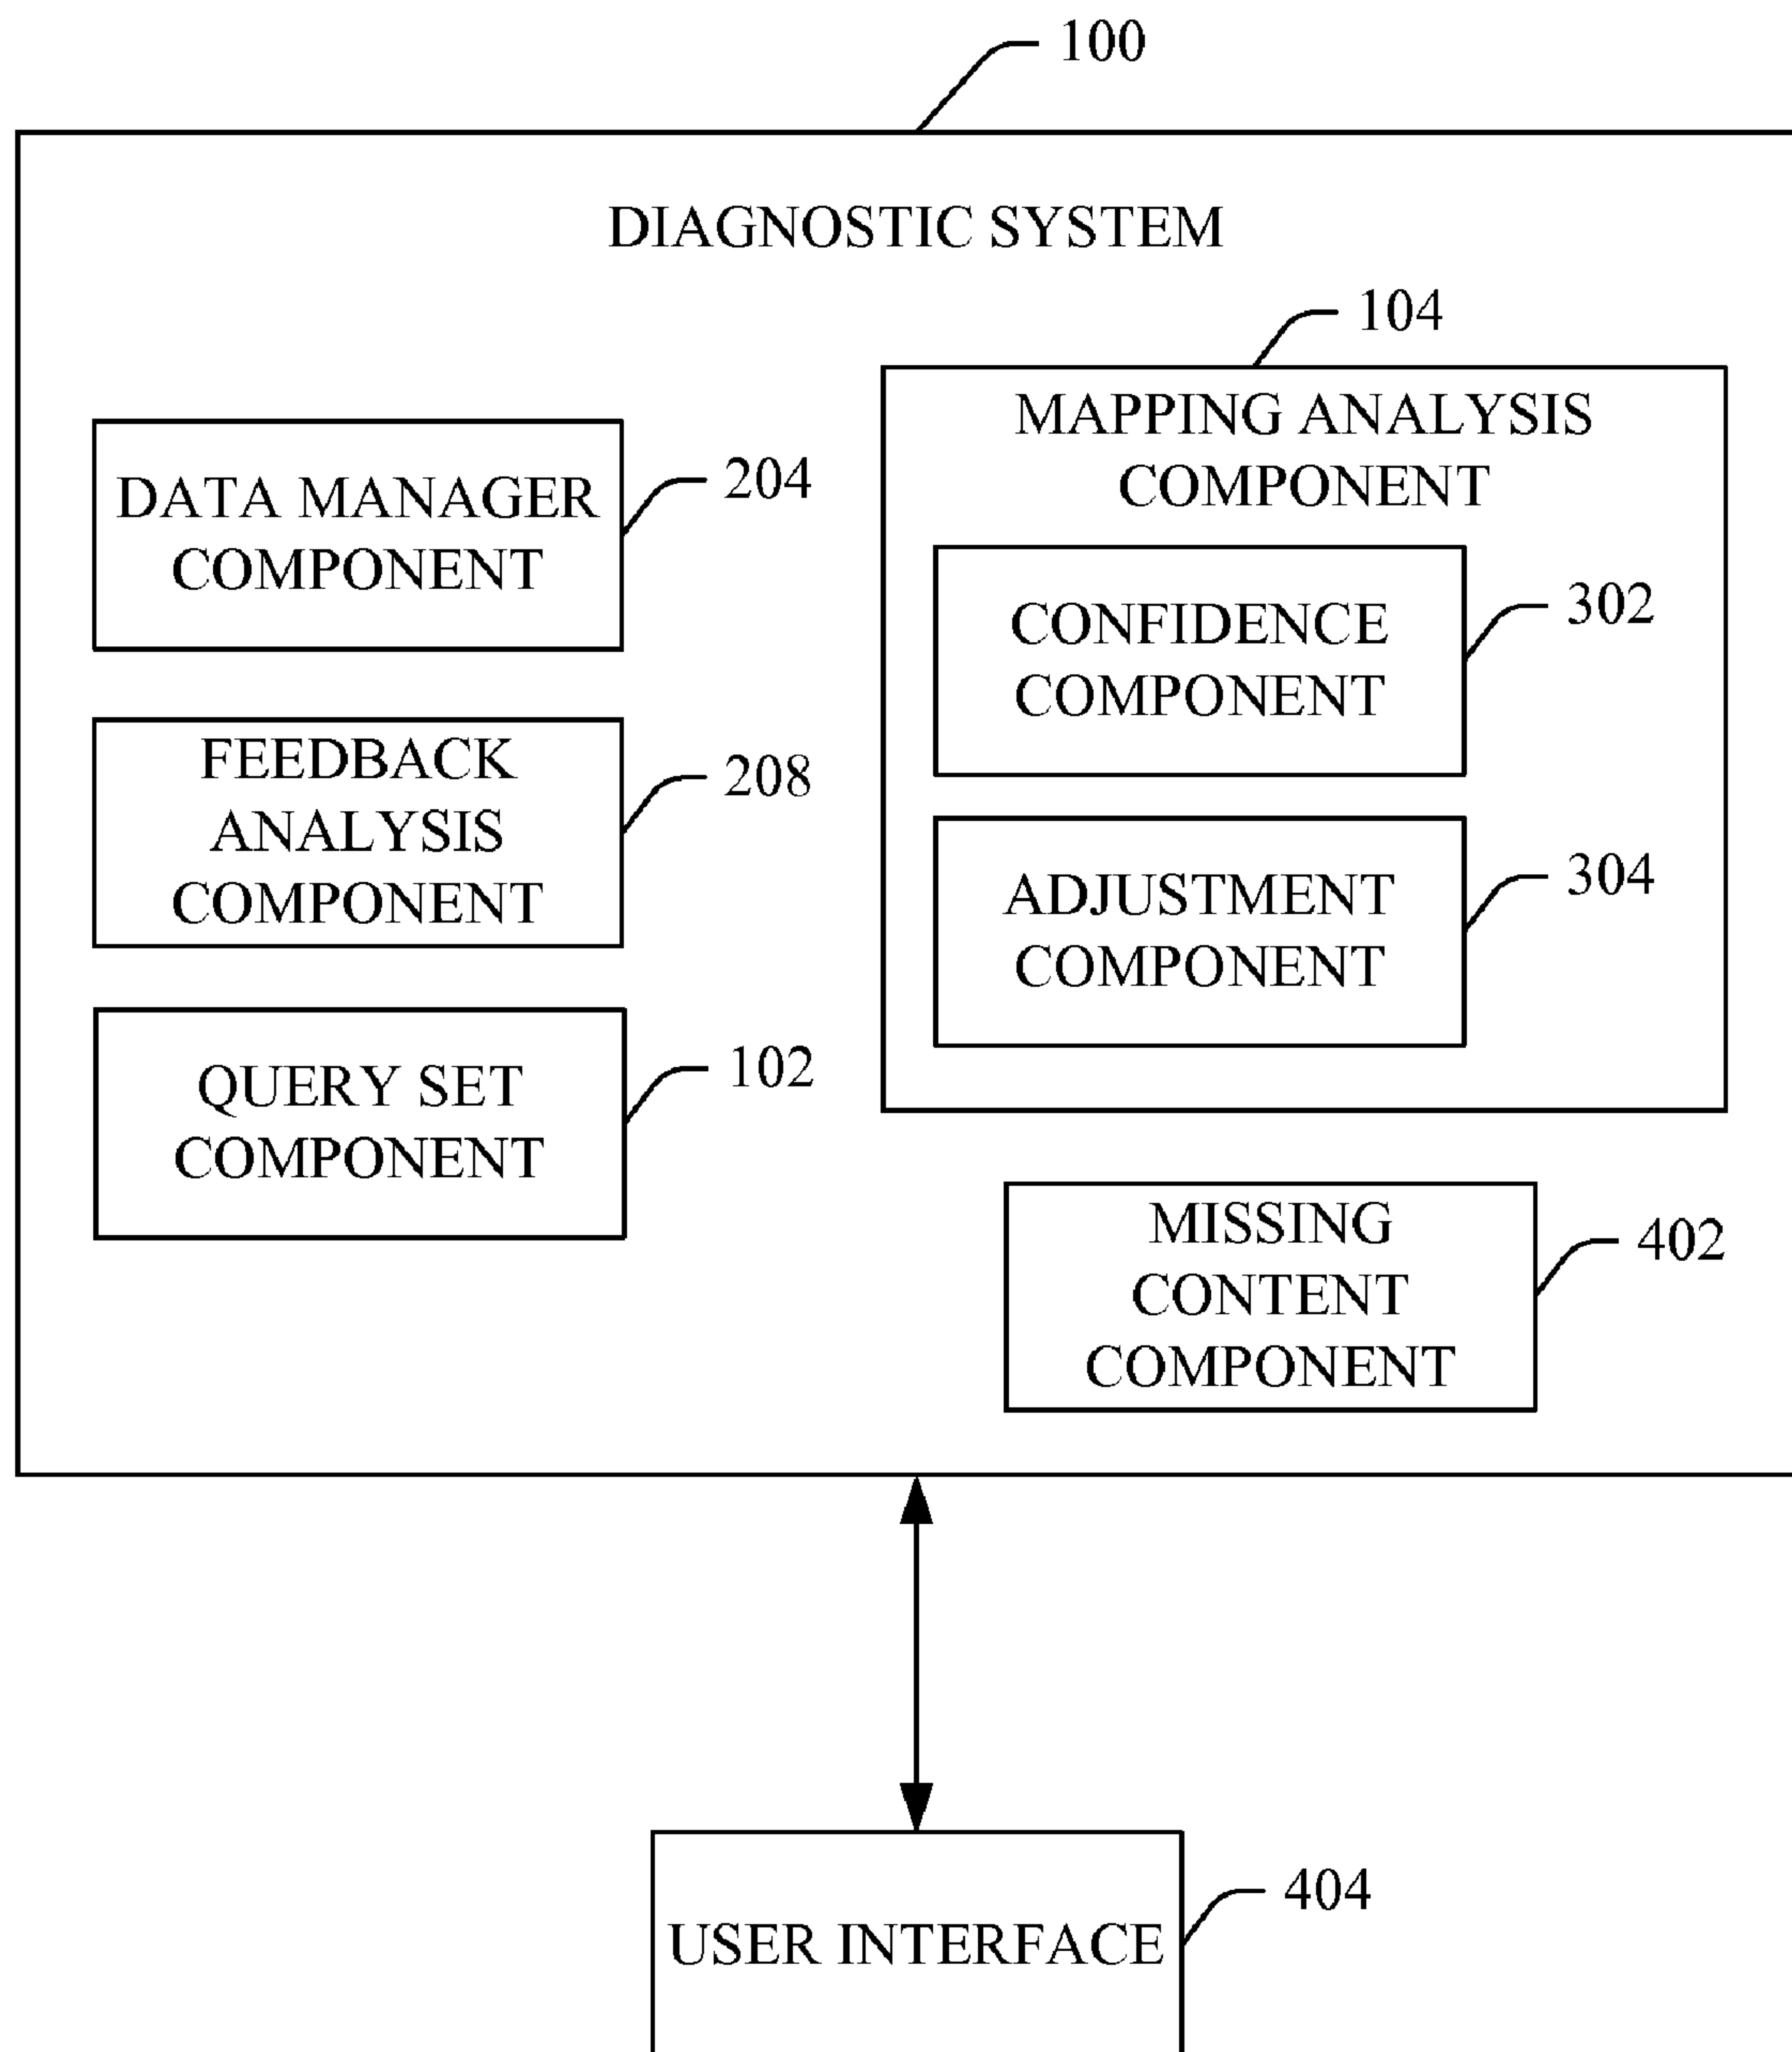 100
DIAGNOSTIC SYSTEM
104
MAPPING ANALYSIS
COMPONENT
DATA MANAGER
COMPONENT
204
CONFIDENCE
COMPONENT
302
FEEDBACK
ANALYSIS
COMPONENT
208
ADJUSTMENT
COMPONENT
304
QUERY SET
COMPONENT
102
MISSING
CONTENT
COMPONENT
402
USER INTERFACE
404